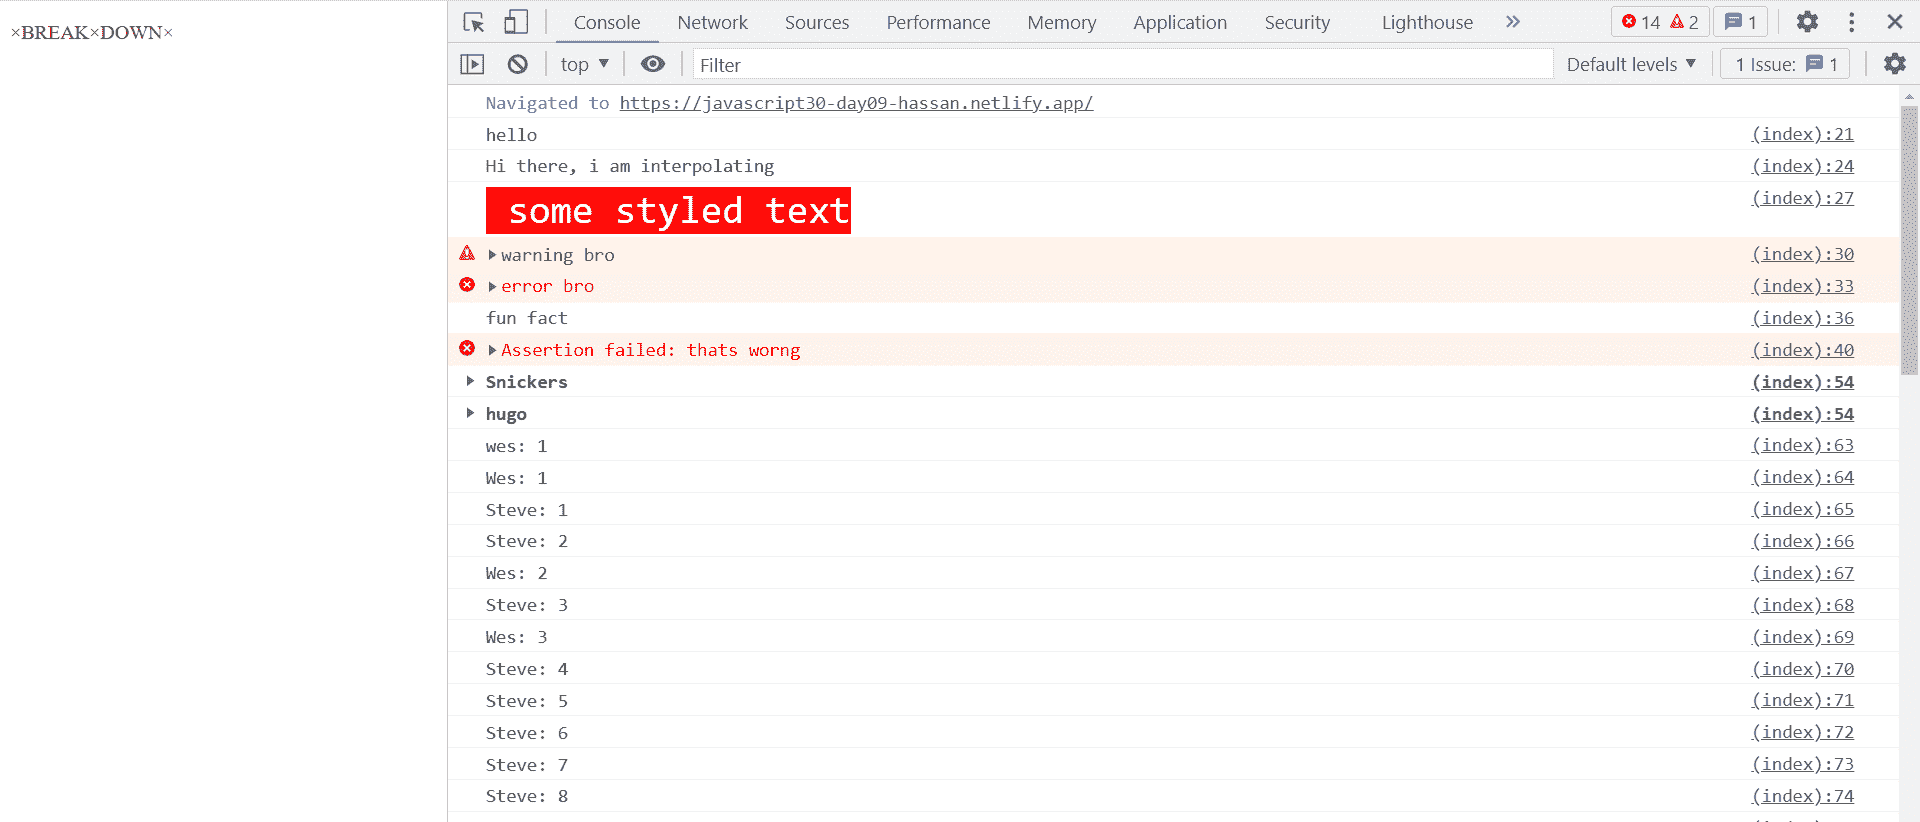 ×BREAK×DOWN×
Console Network Sources Performance Memory Application Security Lighthouse » 14 2 1
top ▼ Filter Default levels ▼ 1 Issue: 1
Navigated to https://javascript30-day09-hassan.netlify.app/
hello (index):21
Hi there, i am interpolating (index):24
some styled text (index):27
warning bro (index):30
error bro (index):33
fun fact (index):36
Assertion failed: thats worng (index):40
Snickers (index):54
hugo (index):54
wes: 1 (index):63
Wes: 1 (index):64
Steve: 1 (index):65
Steve: 2 (index):66
Wes: 2 (index):67
Steve: 3 (index):68
Wes: 3 (index):69
Steve: 4 (index):70
Steve: 5 (index):71
Steve: 6 (index):72
Steve: 7 (index):73
Steve: 8 (index):74